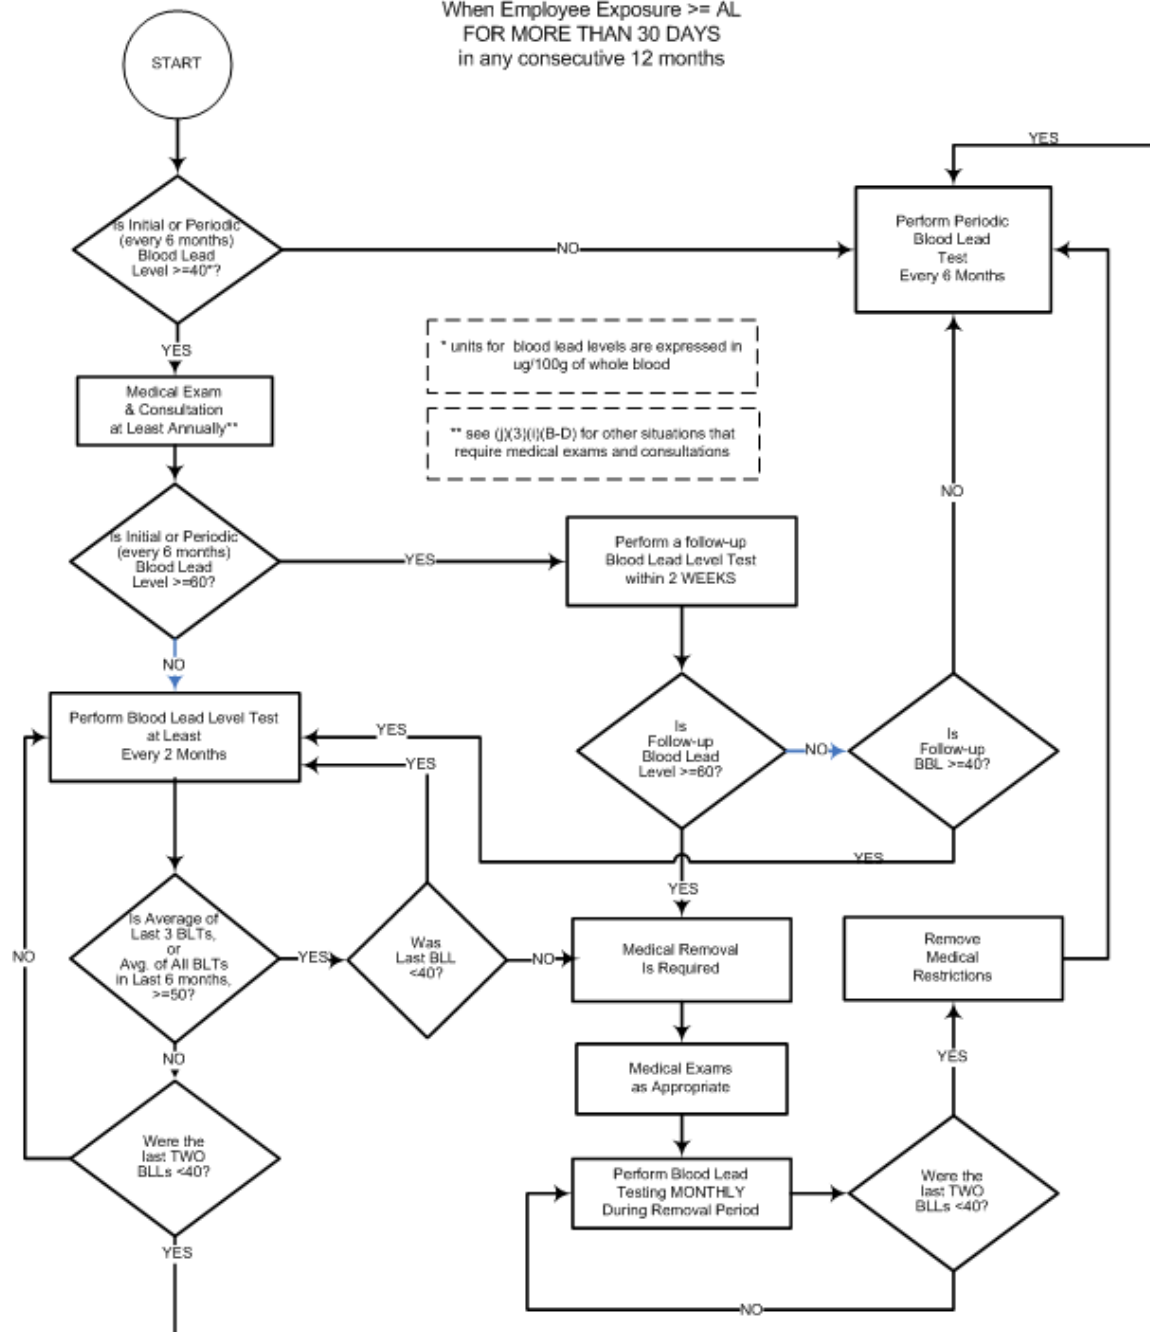 When Employee Exposure >= AL
FOR MORE THAN 30 DAYS
in any consecutive 12 months
START
YES
Is Initial or Periodic
(every 6 months)
Blood Lead
Level >=40*?
NO
Perform Periodic
Blood Lead
Test
Every 6 Months
YES
* units for blood lead levels are expressed in
ug/100g of whole blood
Medical Exam
& Consultation
at Least Annually**
** see (j)(3)(i)(B-D) for other situations that
require medical exams and consultations
NO
Is Initial or Periodic
(every 6 months)
Blood Lead
Level >=60?
YES
Perform a follow-up
Blood Lead Level Test
within 2 WEEKS
NO
Perform Blood Lead Level Test
at Least
Every 2 Months
YES
YES
Is
Follow-up
Blood Lead
Level >=60?
NO
Is
Follow-up
BBL >=40?
YES
YES
NO
Is Average of
Last 3 BLTs,
or
Avg. of All BLTs
in Last 6 months,
>=50?
YES
Was
Last BLL
<40?
NO
Medical Removal
Is Required
Remove
Medical
Restrictions
NO
YES
Medical Exams
as Appropriate
Were the
last TWO
BLLs <40?
Perform Blood Lead
Testing MONTHLY
During Removal Period
Were the
last TWO
BLLs <40?
YES
NO